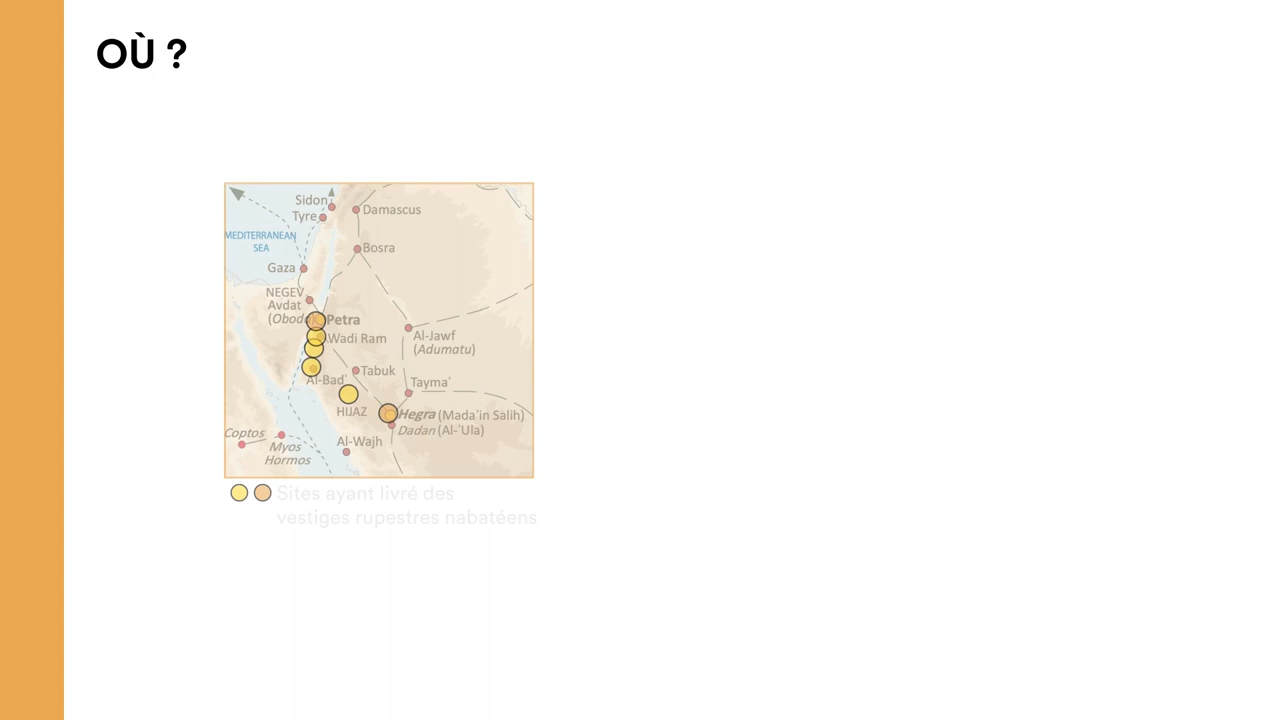 OÙ ?
Sidon
Tyre
Damascus
MEDITERRANEAN
SEA
Bosra
Gaza
NEGEV
Avdat
(Oboda)
Petra
Wadi Ram
Al-Jawf
(Adumatu)
Al-Bad'
Tabuk
Tayma'
HIJAZ
Hegra (Mada'in Salih)
Dadan (Al-'Ula)
Coptos
Myos
Hormos
Al-Wajh
Sites ayant livré des
vestiges rupestres nabatéens